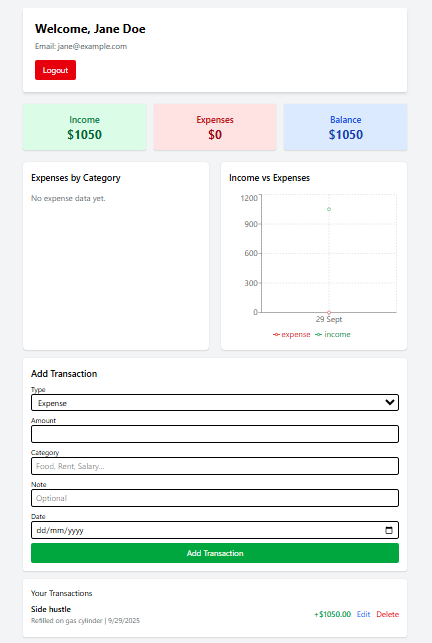 Welcome, Jane Doe
Email: jane@example.com
Logout
Income
$1050
Expenses
$0
Balance
$1050
Expenses by Category
No expense data yet.
Income vs Expenses
1200
900
600
300
0
29 Sept
expense income
Add Transaction
Type
Expense
Amount
Category
Food, Rent, Salary...
Note
Optional
Date
dd/mm/yyyy
Add Transaction
Your Transactions
Side hustle
+$1050.00 Edit Delete
Refilled on gas cylinder | 9/29/2025